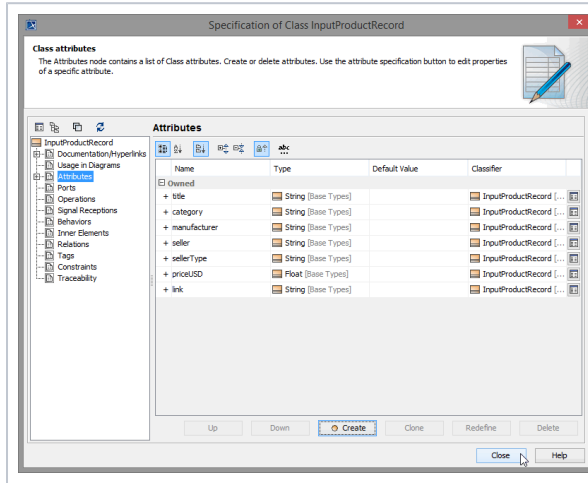 Specification of Class InputProductRecord
Class attributes
The Attributes node contains a list of Class attributes. Create or delete attributes. Use the attribute specification button to edit properties
of a specific attribute.
InputProductRecord
Documentation/Hyperlinks
Usage in Diagrams
Attributes
Ports
Operations
Signal Receptions
Behaviors
Inner Elements
Relations
Tags
Constraints
Traceability
Attributes
abc
Name Type Default Value Classifier
Owned
+ title String [Base Types] InputProductRecord [...
+ category String [Base Types] InputProductRecord [...
+ manufacturer String [Base Types] InputProductRecord [...
+ seller String [Base Types] InputProductRecord [...
+ sellerType String [Base Types] InputProductRecord [...
+ priceUSD Float [Base Types] InputProductRecord [...
+ link String [Base Types] InputProductRecord [...
Up Down Create Clone Redefine Delete
Close Help